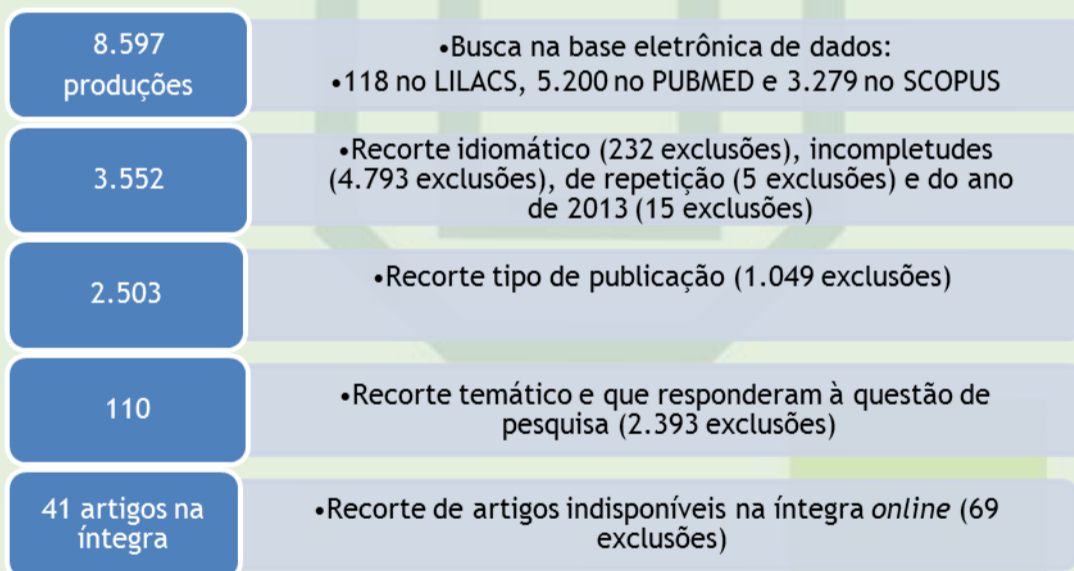 8.597
produções
•Busca na base eletrônica de dados:
•118 no LILACS, 5.200 no PUBMED e 3.279 no SCOPUS
3.552
•Recorte idiomático (232 exclusões), incompletudes
(4.793 exclusões), de repetição (5 exclusões) e do ano
de 2013 (15 exclusões)
2.503
•Recorte tipo de publicação (1.049 exclusões)
110
•Recorte temático e que responderam à questão de
pesquisa (2.393 exclusões)
41 artigos na
íntegra
•Recorte de artigos indisponíveis na íntegra online (69
exclusões)